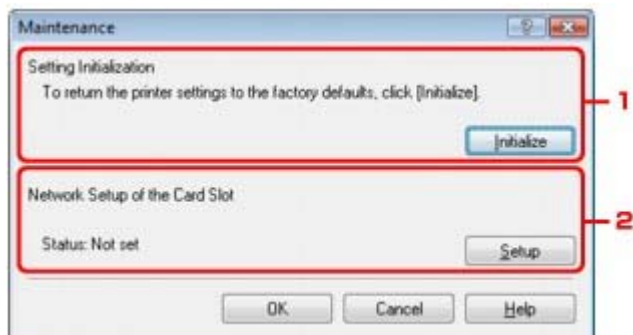 Maintenance
Setting Initialization
To return the printer settings to the factory defaults, click [Initialize].
1
Initialize
Network Setup of the Card Slot
2
Status: Not set
Setup
OK Cancel Help